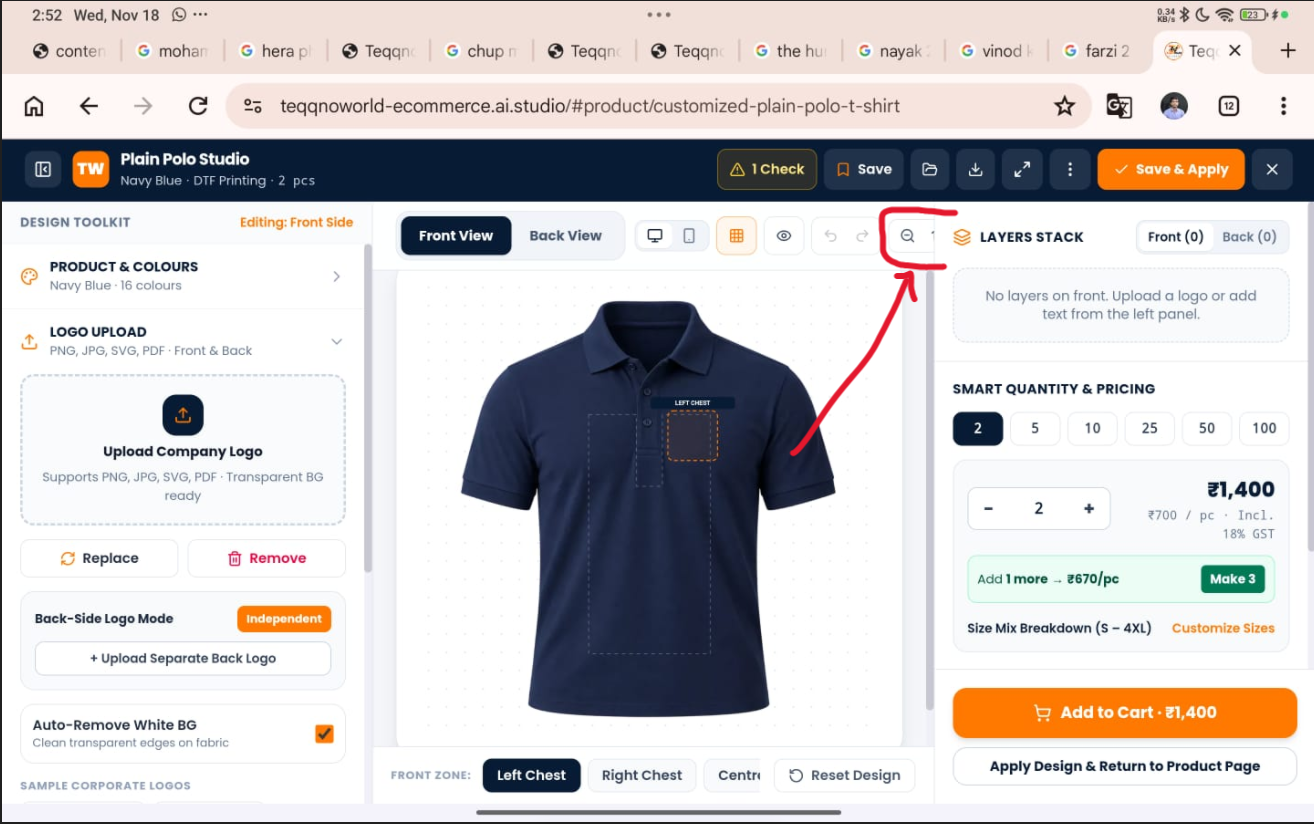 2:52 Wed, Nov 18
0.34 KB/s
23
conten
moham
hera p
Teqqn
chup m
Teqqn
Teqqn
the hu
nayak
vinod k
farzi 2
Teq
teqqnoworld-ecommerce.ai.studio/#product/customized-plain-polo-t-shirt
12
TW
Plain Polo Studio
Navy Blue · DTF Printing · 2 pcs
1 Check
Save
Save & Apply
DESIGN TOOLKIT
Editing: Front Side
PRODUCT & COLOURS
Navy Blue · 16 colours
LOGO UPLOAD
PNG, JPG, SVG, PDF · Front & Back
Upload Company Logo
Supports PNG, JPG, SVG, PDF · Transparent BG
ready
Replace
Remove
Back-Side Logo Mode
Independent
+ Upload Separate Back Logo
Auto-Remove White BG
Clean transparent edges on fabric
SAMPLE CORPORATE LOGOS
Front View
Back View
LEFT CHEST
FRONT ZONE:
Left Chest
Right Chest
Centr
Reset Design
LAYERS STACK
Front (0)
Back (0)
No layers on front. Upload a logo or add
text from the left panel.
SMART QUANTITY & PRICING
2
5
10
25
50
100
- 2 +
₹1,400
₹700 / pc · Incl.
18% GST
Add 1 more → ₹670/pc
Make 3
Size Mix Breakdown (S – 4XL)
Customize Sizes
Add to Cart · ₹1,400
Apply Design & Return to Product Page